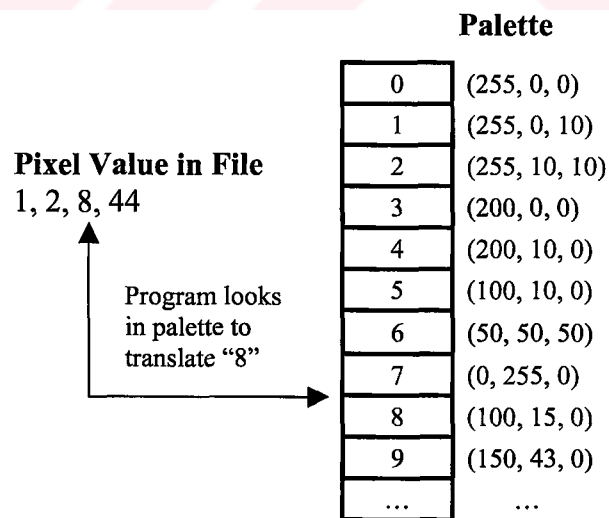 Palette
0 (255, 0, 0)
1 (255, 0, 10)
Pixel Value in File
2 (255, 10, 10)
1, 2, 8, 44
3 (200, 0, 0)
4 (200, 10, 0)
Program looks
in palette to
translate “8”
5 (100, 10, 0)
6 (50, 50, 50)
7 (0, 255, 0)
8 (100, 15, 0)
9 (150, 43, 0)
... ...